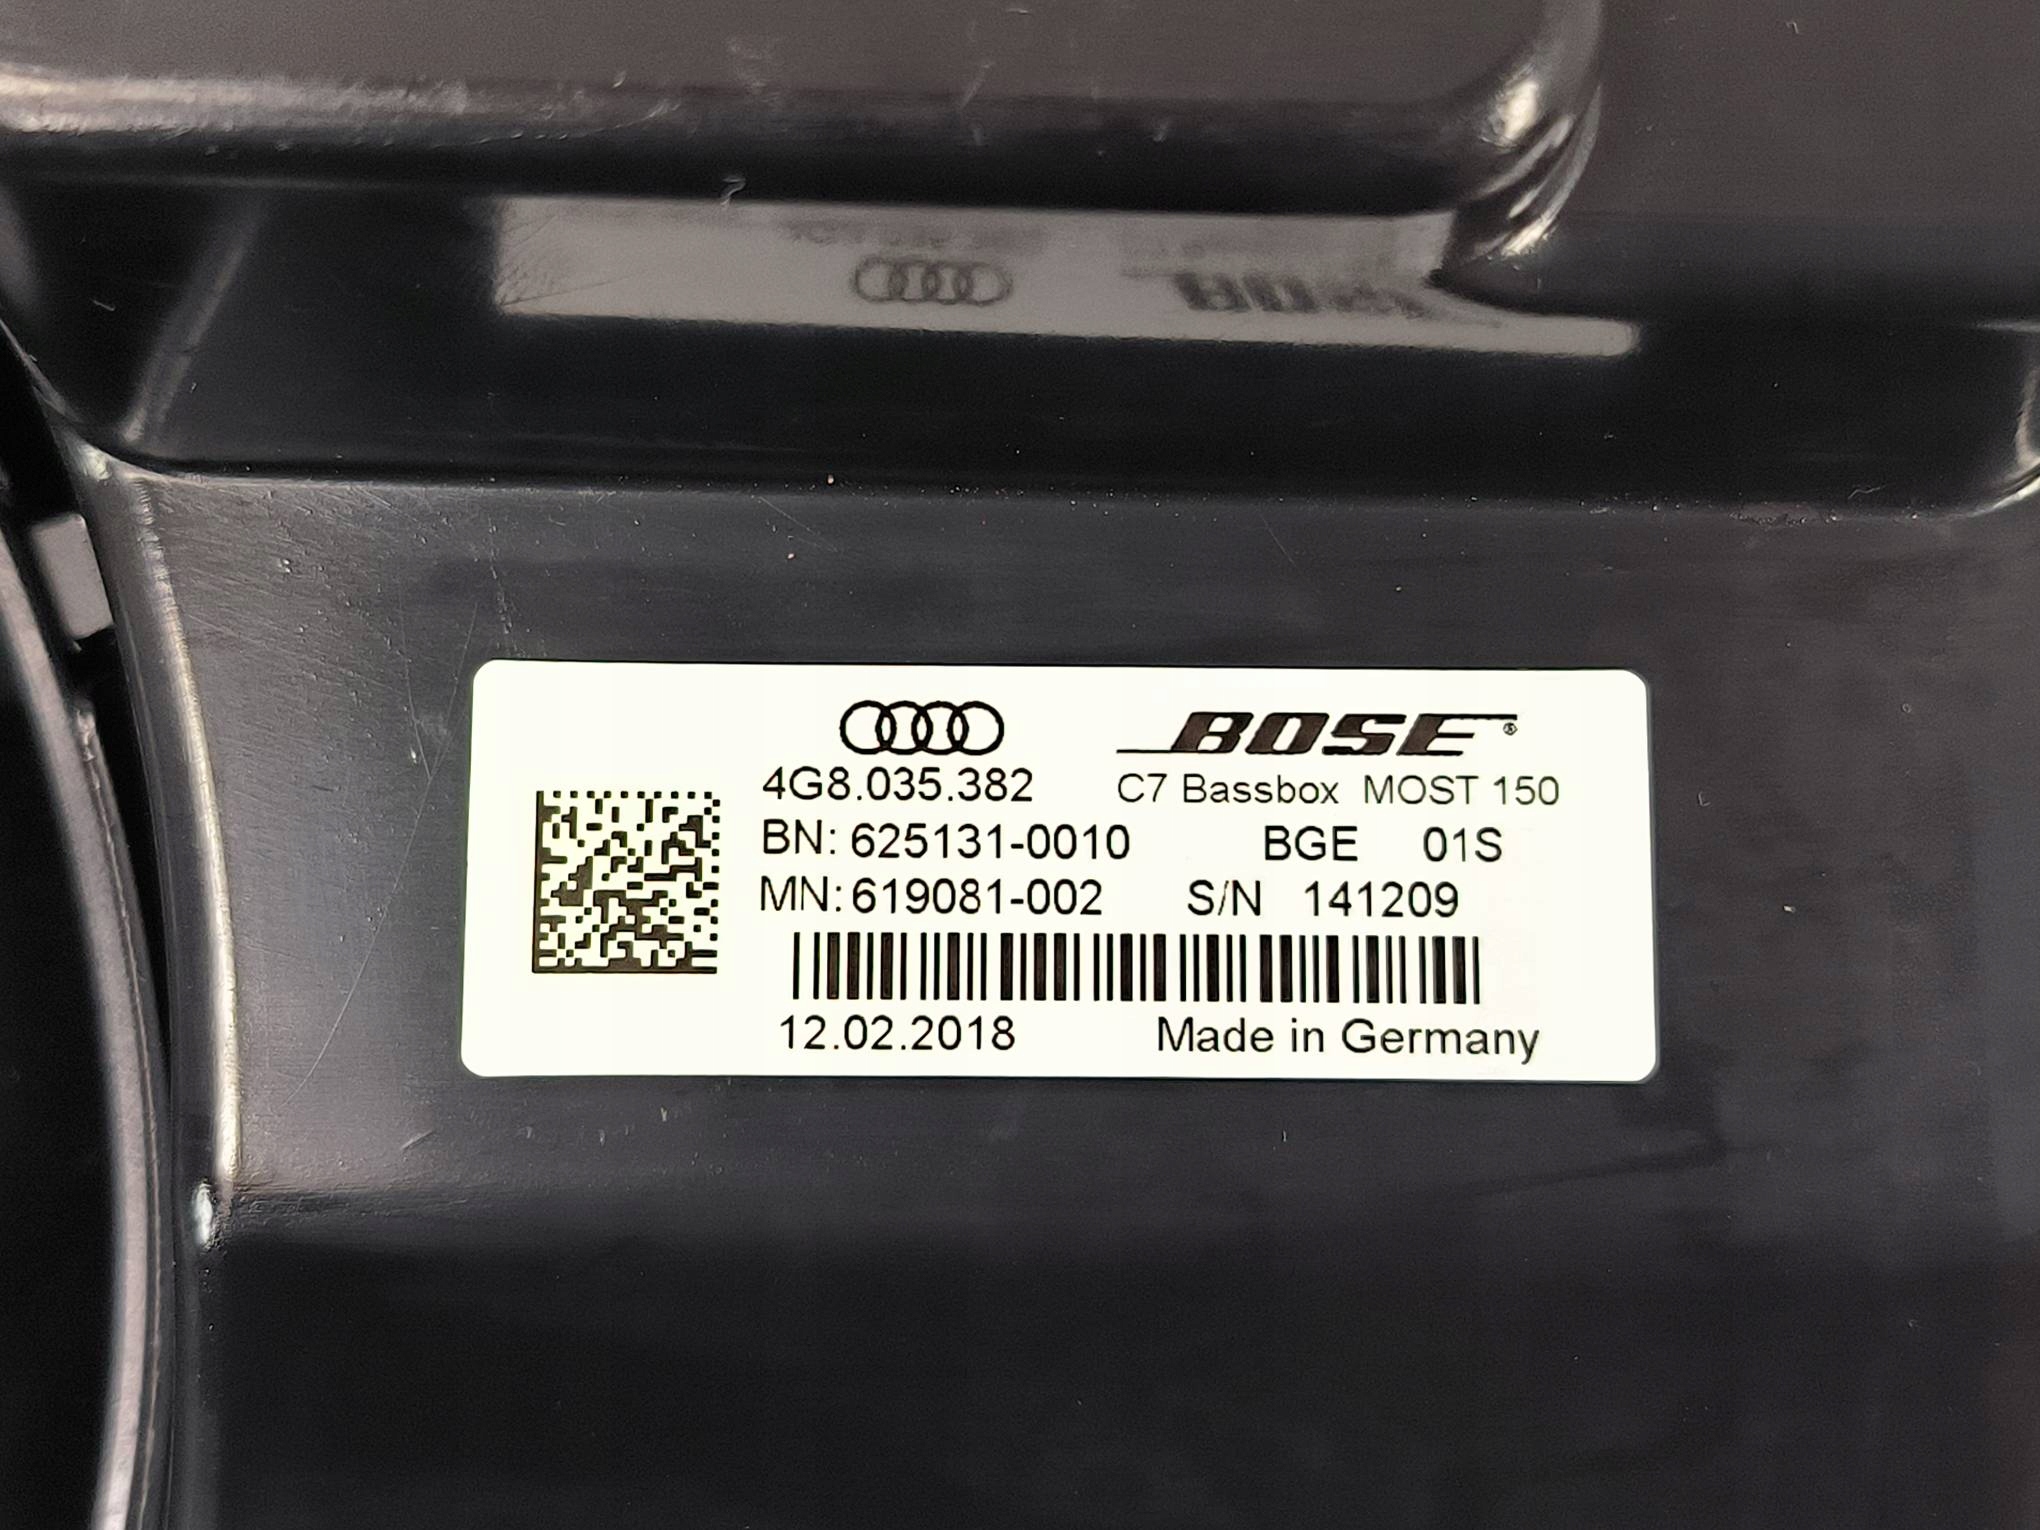 BOSE®
4G8.035.382 C7 Bassbox MOST 150
BN: 625131-0010 BGE 01S
MN: 619081-002 S/N 141209
12.02.2018 Made in Germany